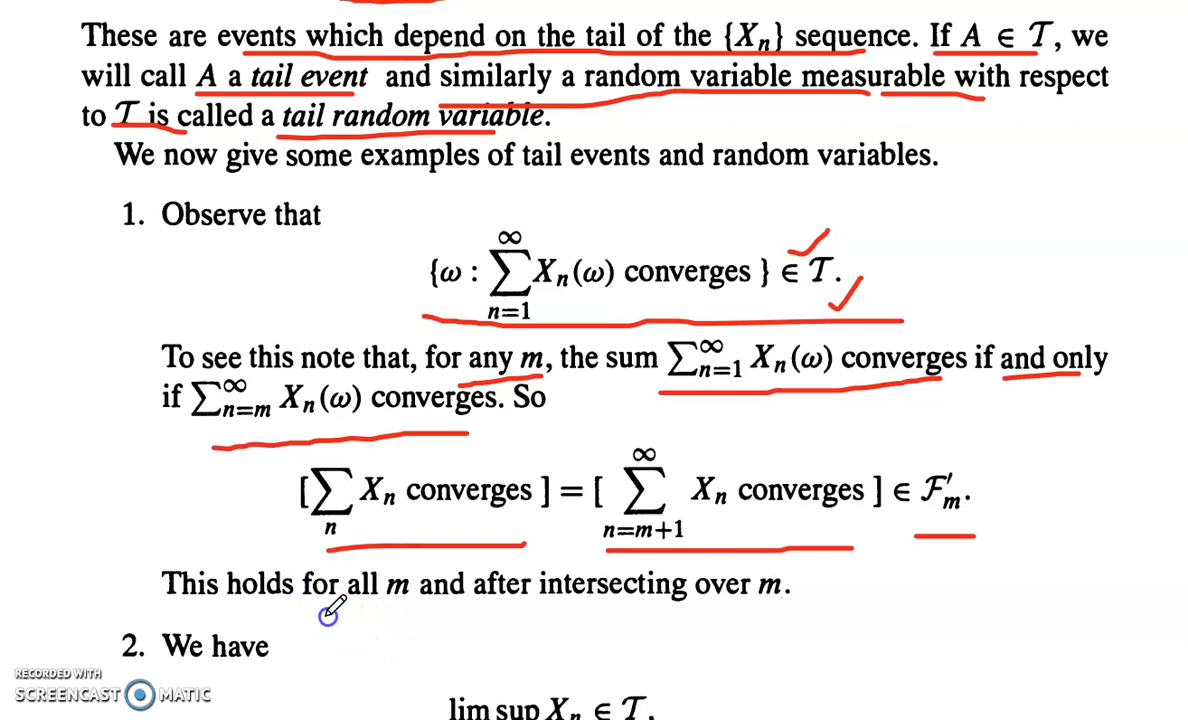 These are events which depend on the tail of the {Xₙ} sequence. If A ∈ 𝒯, we
will call A a tail event and similarly a random variable measurable with respect
to 𝒯 is called a tail random variable.
We now give some examples of tail events and random variables.
1. Observe that
{ω : ∑_{n=1}^{∞} Xₙ(ω) converges } ∈ 𝒯.
To see this note that, for any m, the sum ∑_{n=1}^{∞} Xₙ(ω) converges if and only
if ∑_{n=m}^{∞} Xₙ(ω) converges. So
[∑_{n} Xₙ converges ] = [ ∑_{n=m+1}^{∞} Xₙ converges ] ∈ ℱ′ₘ.
This holds for all m and after intersecting over m.
2. We have
lim sup Xₙ ∈ 𝒯.
RECORDED WITH
SCREENCAST MATIC